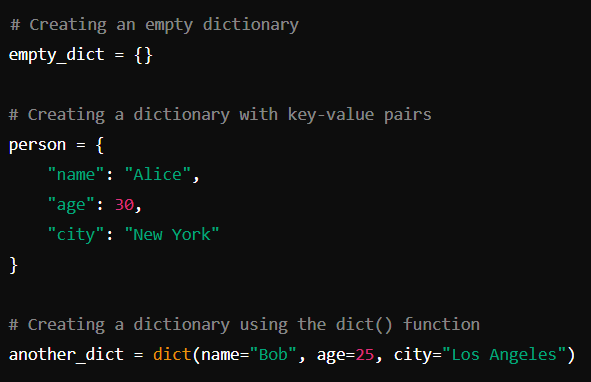 # Creating an empty dictionary
empty_dict = {}

# Creating a dictionary with key-value pairs
person = {
    "name": "Alice",
    "age": 30,
    "city": "New York"
}

# Creating a dictionary using the dict() function
another_dict = dict(name="Bob", age=25, city="Los Angeles")